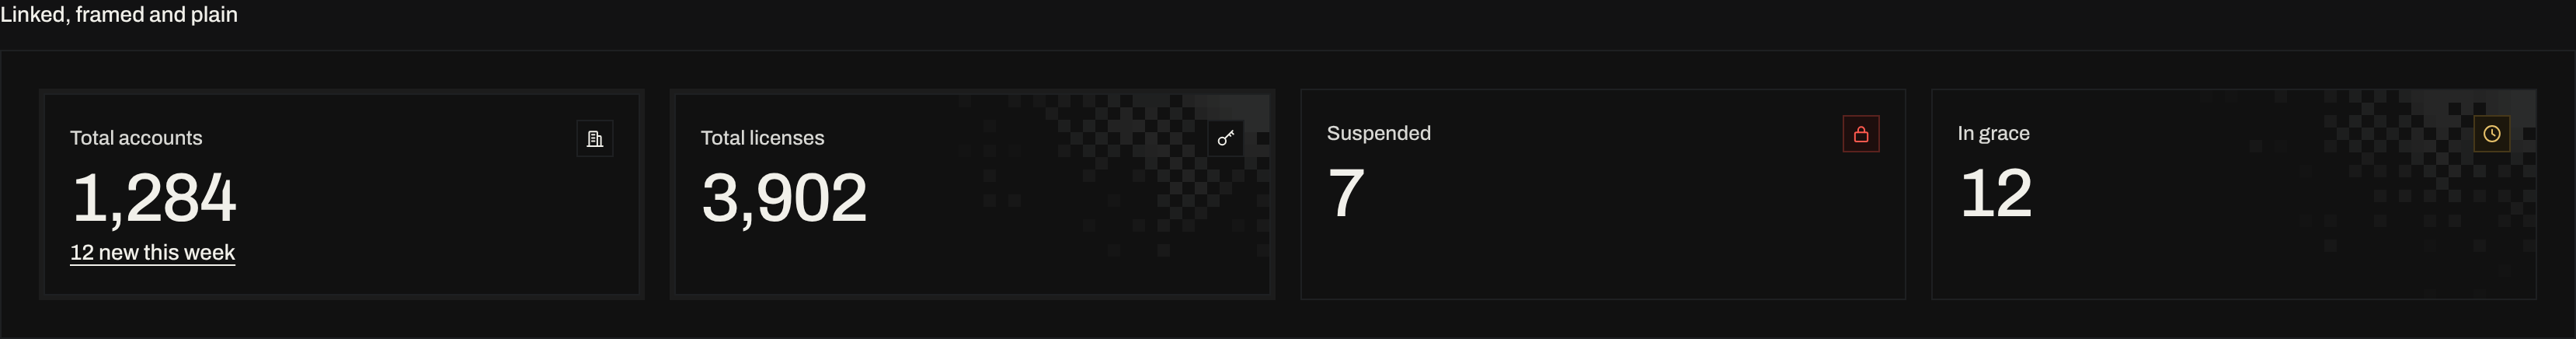 Linked, framed and plain
Total accounts
1,284
12 new this week
Total licenses
3,902
Suspended
7
In grace
12